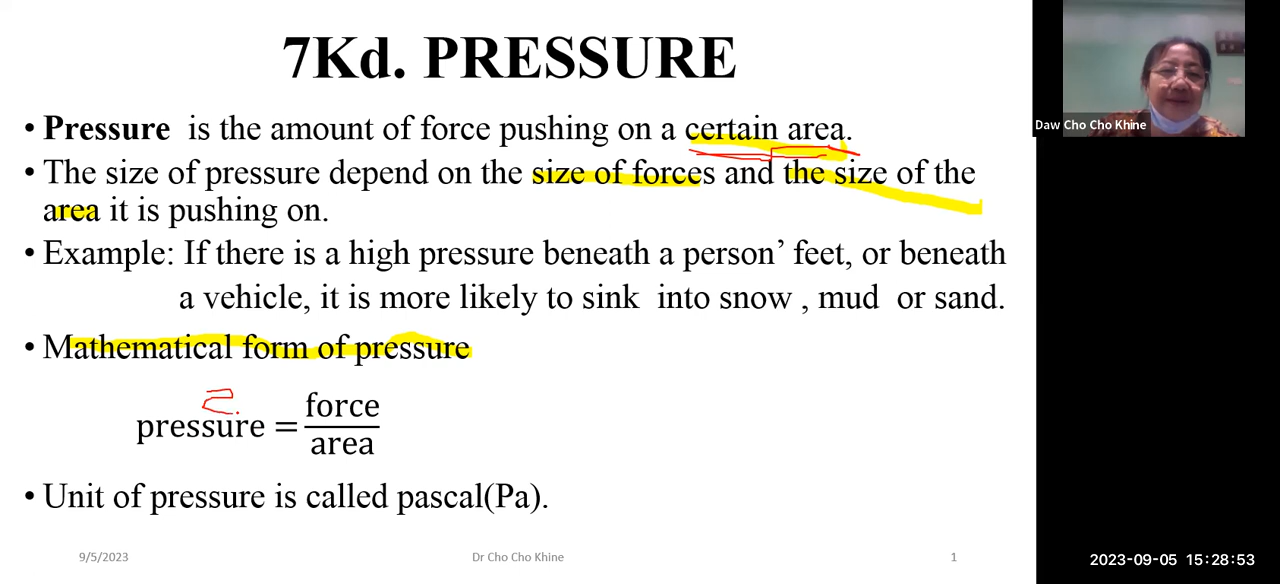 7Kd. PRESSURE
• Pressure is the amount of force pushing on a certain area.
• The size of pressure depend on the size of forces and the size of the
area it is pushing on.
• Example: If there is a high pressure beneath a person’ feet, or beneath
a vehicle, it is more likely to sink into snow , mud or sand.
• Mathematical form of pressure
pressure = force/area
• Unit of pressure is called pascal(Pa).
9/5/2023
Dr Cho Cho Khine
1
Daw Cho Cho Khine
2023-09-05 15:28:53